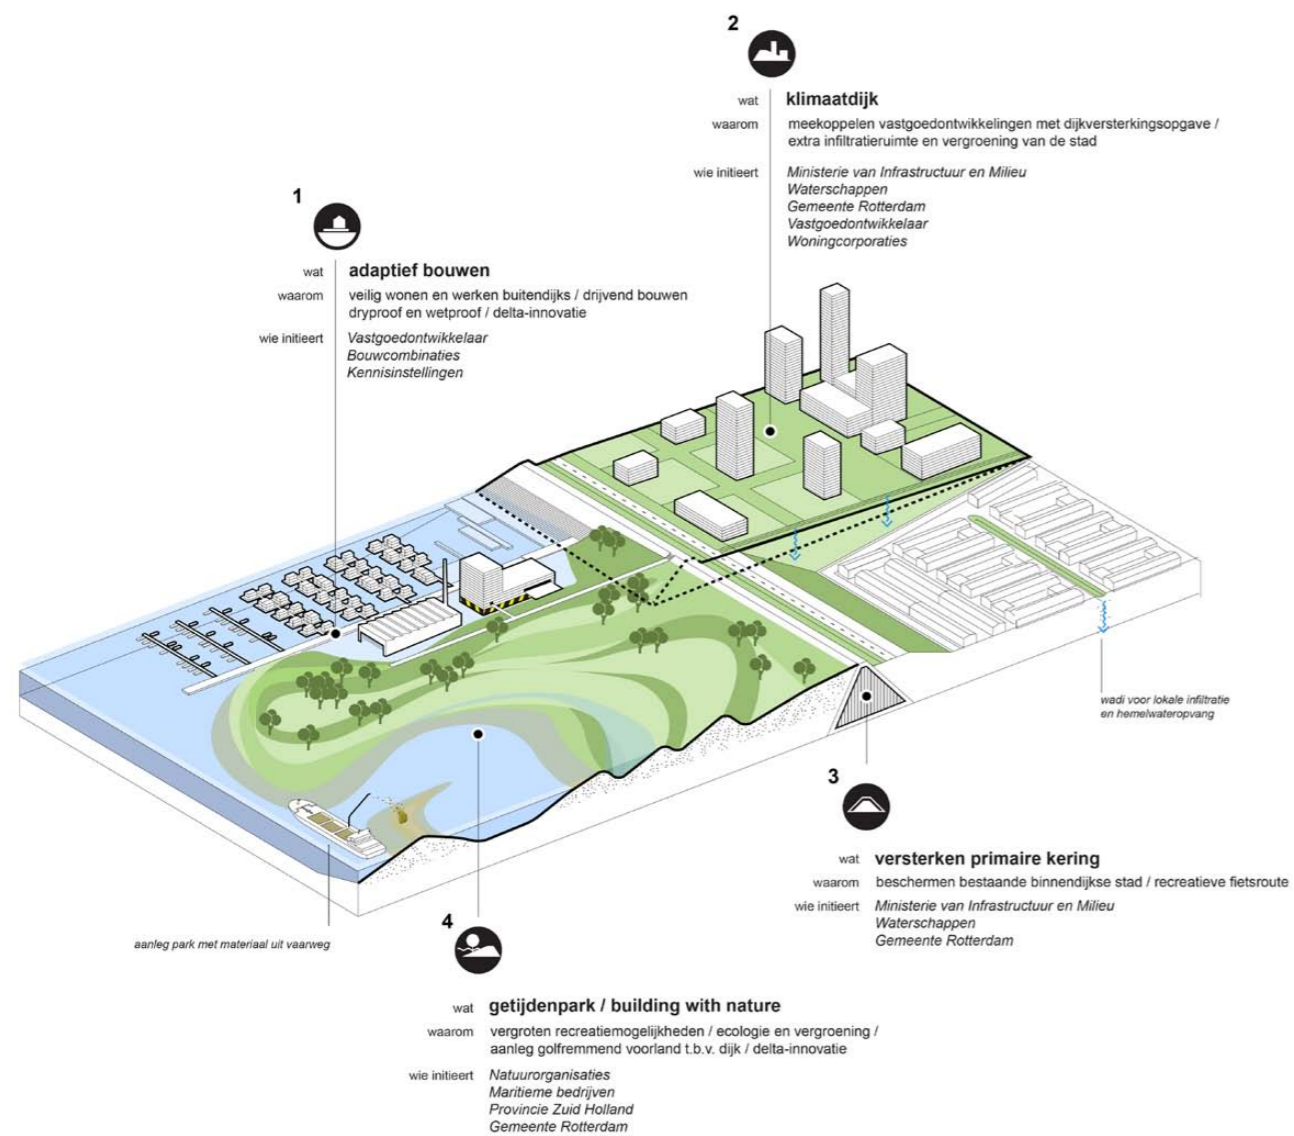 2
wat klimaatdijk
waarom meekoppelen vastgoedontwikkelingen met dijkversterkingsopgave /
extra infiltratieruimte en vergroening van de stad
wie initieert Ministerie van Infrastructuur en Milieu
Waterschappen
Gemeente Rotterdam
Vastgoedontwikkelaar
Woningcorporaties
1
wat adaptief bouwen
waarom veilig wonen en werken buitendijks / drijvend bouwen
dryproof en wetproof / delta-innovatie
wie initieert Vastgoedontwikkelaar
Bouwcombinaties
Kennisinstellingen
wadi voor lokale infiltratie
en hemelwateropvang
3
wat versterken primaire kering
waarom beschermen bestaande binnendijkse stad / recreatieve fietsroute
wie initieert Ministerie van Infrastructuur en Milieu
Waterschappen
Gemeente Rotterdam
aanleg park met materiaal uit vaarweg
4
wat getijdenpark / building with nature
waarom vergroten recreatiemogelijkheden / ecologie en vergroening /
aanleg golfremmend voorland t.b.v. dijk / delta-innovatie
wie initieert Natuurorganisaties
Maritieme bedrijven
Provincie Zuid Holland
Gemeente Rotterdam